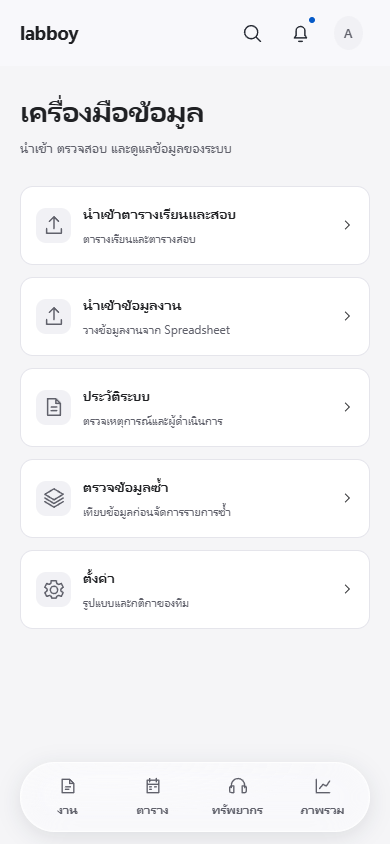 labboy
A
เครื่องมือข้อมูล
นำเข้า ตรวจสอบ และดูแลข้อมูลของระบบ
นำเข้าตารางเรียนและสอบ
ตารางเรียนและตารางสอบ
นำเข้าข้อมูลงาน
วางข้อมูลงานจาก Spreadsheet
ประวัติระบบ
ตรวจเหตุการณ์และผู้ดำเนินการ
ตรวจข้อมูลซ้ำ
เทียบข้อมูลก่อนจัดการรายการซ้ำ
ตั้งค่า
รูปแบบและกติกาของทีม
งาน
ตาราง
ทรัพยากร
ภาพรวม